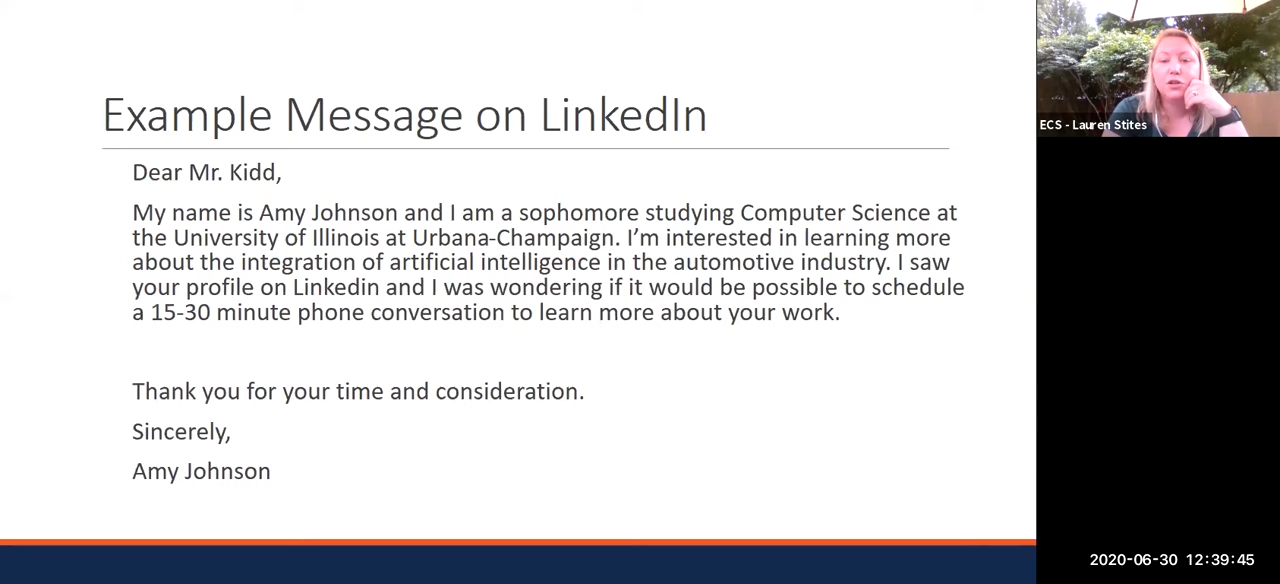 Example Message on LinkedIn
Dear Mr. Kidd,
My name is Amy Johnson and I am a sophomore studying Computer Science at
the University of Illinois at Urbana-Champaign. I’m interested in learning more
about the integration of artificial intelligence in the automotive industry. I saw
your profile on Linkedin and I was wondering if it would be possible to schedule
a 15-30 minute phone conversation to learn more about your work.
Thank you for your time and consideration.
Sincerely,
Amy Johnson
ECS - Lauren Stites
2020-06-30 12:39:45